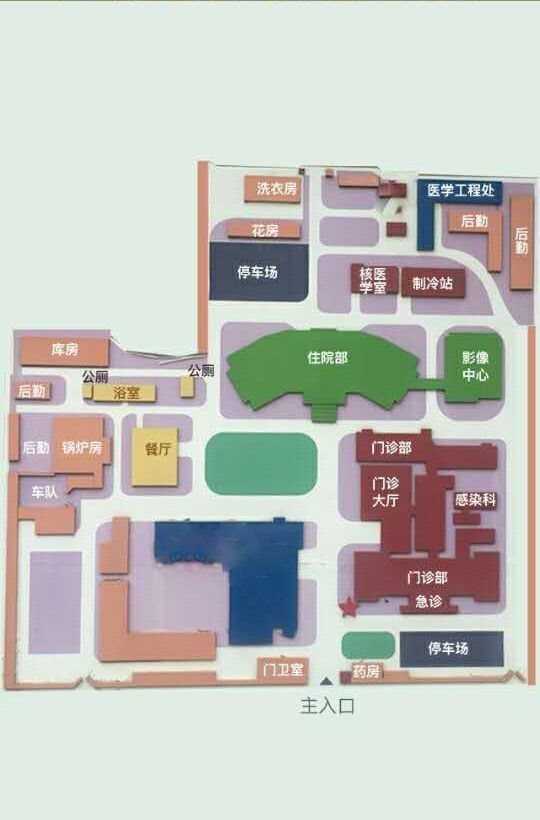 洗衣房
医学工程处
后勤
后勤
花房
停车场
核医
学室
制冷站
库房
公厕
公厕
住院部
影像
中心
后勤
浴室
后勤
锅炉房
餐厅
门诊部
车队
门诊
大厅
感染科
门诊部
急诊
停车场
门卫室
药房
主入口